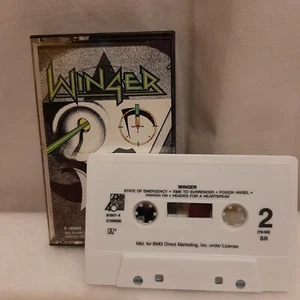 WINGER
WINGER
STATE OF EMERGENCY • TIME TO SURRENDER • POISON ANGEL •
HANGIN ON • HEADED FOR A HEARTBREAK
2
SR
Mfd. for BMG Direct Marketing, Inc. under License